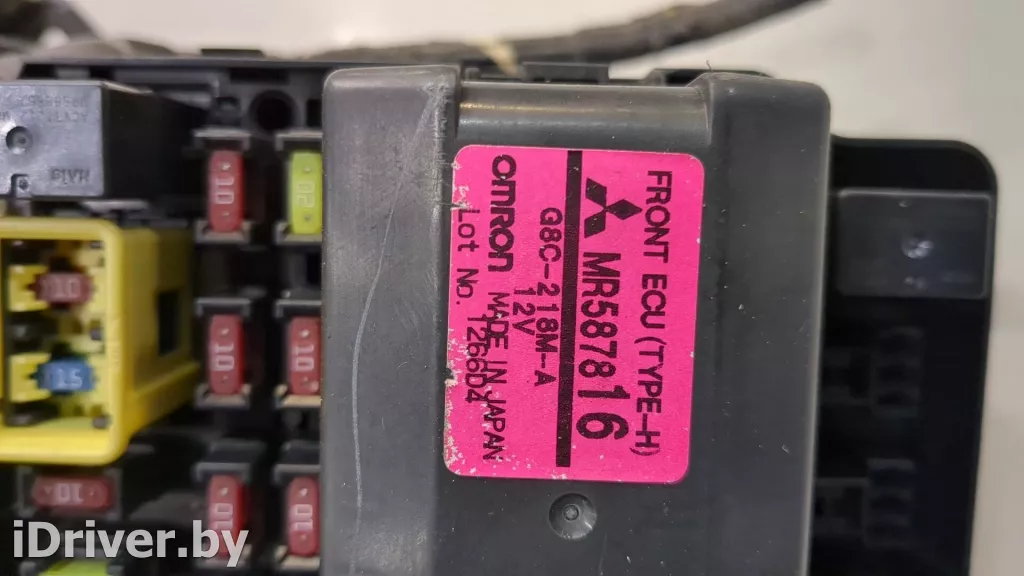 FRONT ECU (TYPE-H)
MR587816
G8C-218M-A
12V
OMRON MADE IN JAPAN
Lot No. 1266D4
10
20
10
15
10
10
10
10
10
iDriver.by